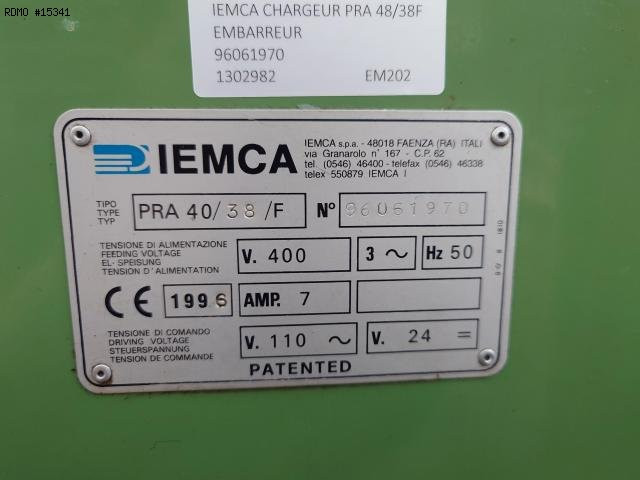 RDMO #15341
IEMCA CHARGEUR PRA 48/38F
EMBARREUR
96061970
1302982 EM202
IEMCA
IEMCA s.p.a. - 48018 FAENZA (RA) ITALI
via Granarolo n° 167 - C.P. 62
tel. (0546) 46400 - telefax (0546) 46338
telex 550879 IEMCA I
TIPO
TYPE
TYP
PRA 40/38/F
N° 96061970
TENSIONE DI ALIMENTAZIONE
FEEDING VOLTAGE
EL- SPEISUNG
TENSION D'ALIMENTATION
V. 400
3 ~
Hz 50
CE 1996
AMP. 7
TENSIONE DI COMANDO
DRIVING VOLTAGE
STEUERSPANNUNG
TENSION DE COMMANDE
V. 110 ~
V. 24 =
PATENTED